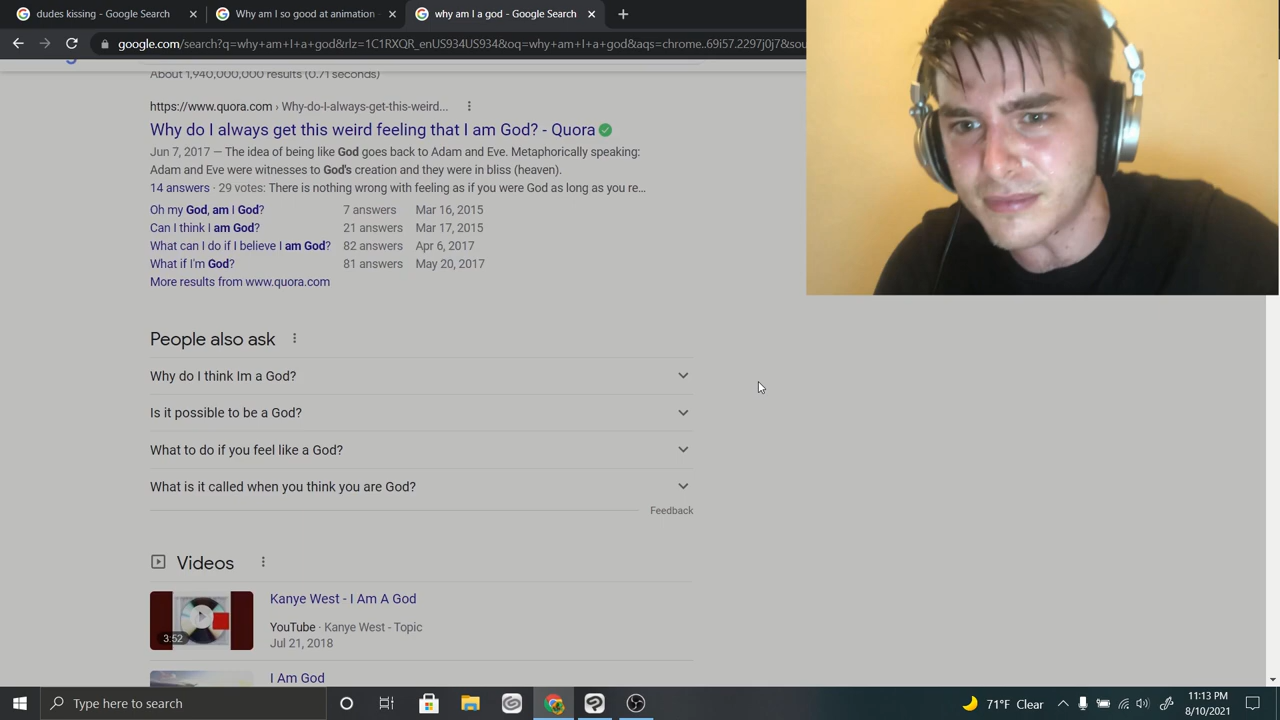 dudes kissing - Google Search
Why am I so good at animation -
why am I a god - Google Search
google.com/search?q=why+am+I+a+god&rlz=1C1RXQR_enUS934US934&oq=why+am+I+a+god&aqs=chrome..69i57.2297j0j7&sou
About 1,940,000,000 results (0.71 seconds)
https://www.quora.com › Why-do-I-always-get-this-weird...
Why do I always get this weird feeling that I am God? - Quora
Jun 7, 2017 — The idea of being like God goes back to Adam and Eve. Metaphorically speaking:
Adam and Eve were witnesses to God's creation and they were in bliss (heaven).
14 answers · 29 votes: There is nothing wrong with feeling as if you were God as long as you re...
Oh my God, am I God? 7 answers Mar 16, 2015
Can I think I am God? 21 answers Mar 17, 2015
What can I do if I believe I am God? 82 answers Apr 6, 2017
What if I'm God? 81 answers May 20, 2017
More results from www.quora.com
People also ask
Why do I think Im a God?
Is it possible to be a God?
What to do if you feel like a God?
What is it called when you think you are God?
Feedback
Videos
Kanye West - I Am A God
YouTube · Kanye West - Topic
3:52
Jul 21, 2018
I Am God
Type here to search
71°F Clear
11:13 PM
8/10/2021